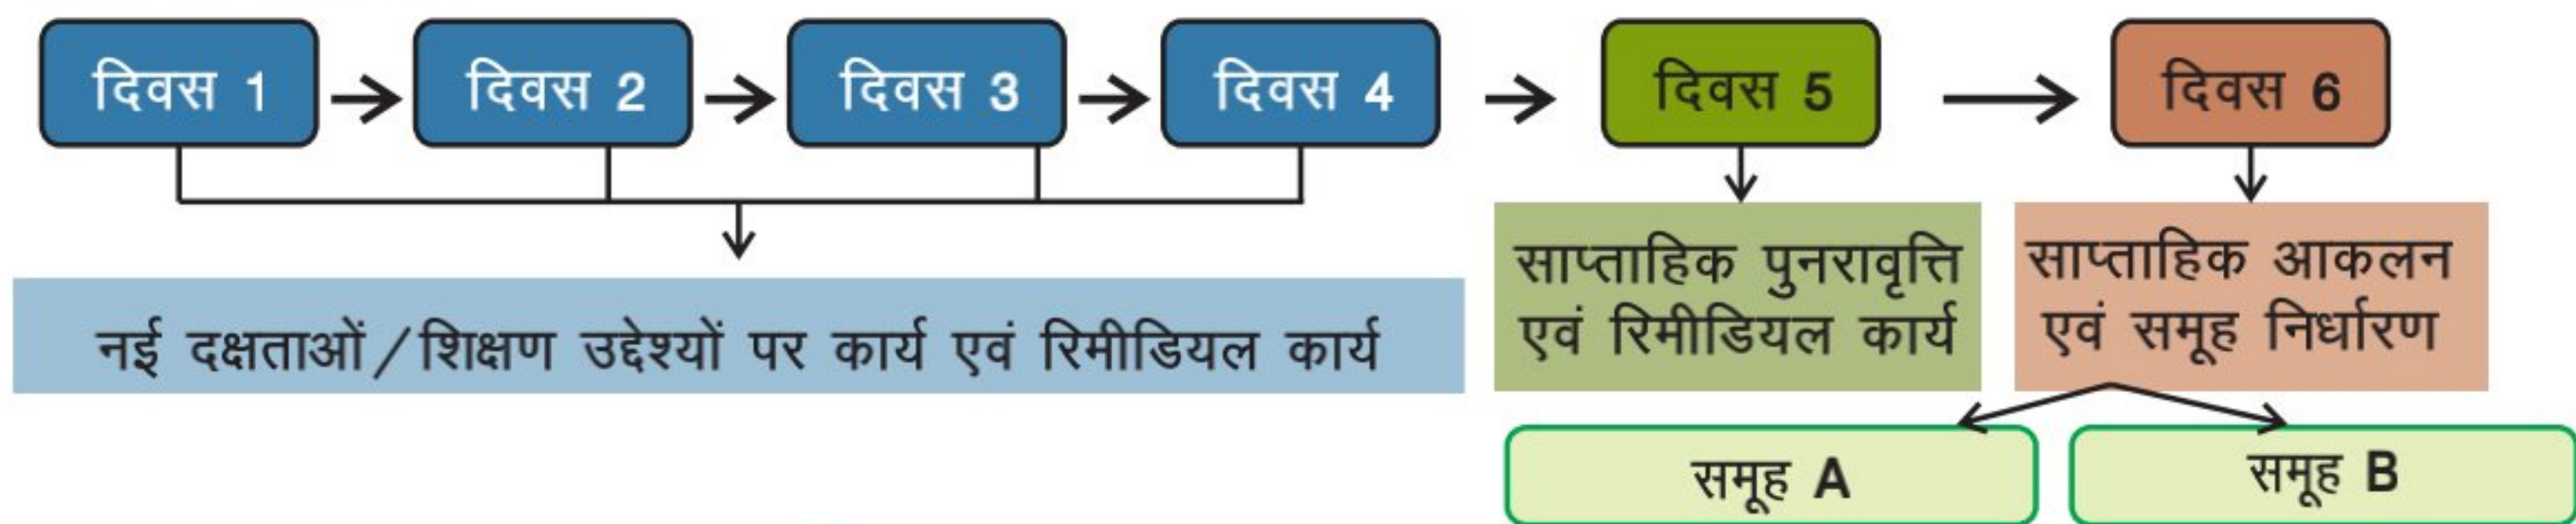 दिवस 1
दिवस 2
दिवस 3
दिवस 4
दिवस 5
दिवस 6
नई दक्षताओं/शिक्षण उद्देश्यों पर कार्य एवं रिमीडियल कार्य
साप्ताहिक पुनरावृत्ति
एवं रिमीडियल कार्य
साप्ताहिक आकलन
एवं समूह निर्धारण
समूह A
समूह B